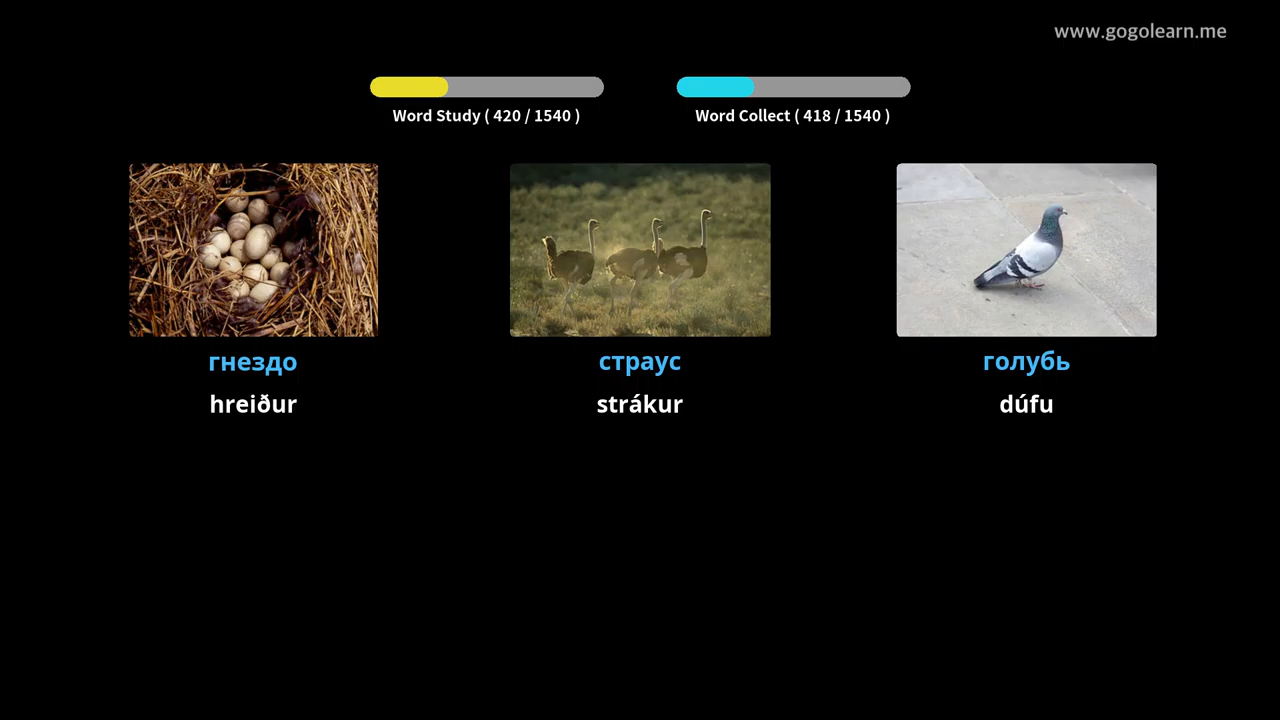 www.gogolearn.me
Word Study ( 420 / 1540 )
Word Collect ( 418 / 1540 )
гнездо
страус
голубь
hreiður
strákur
dúfu